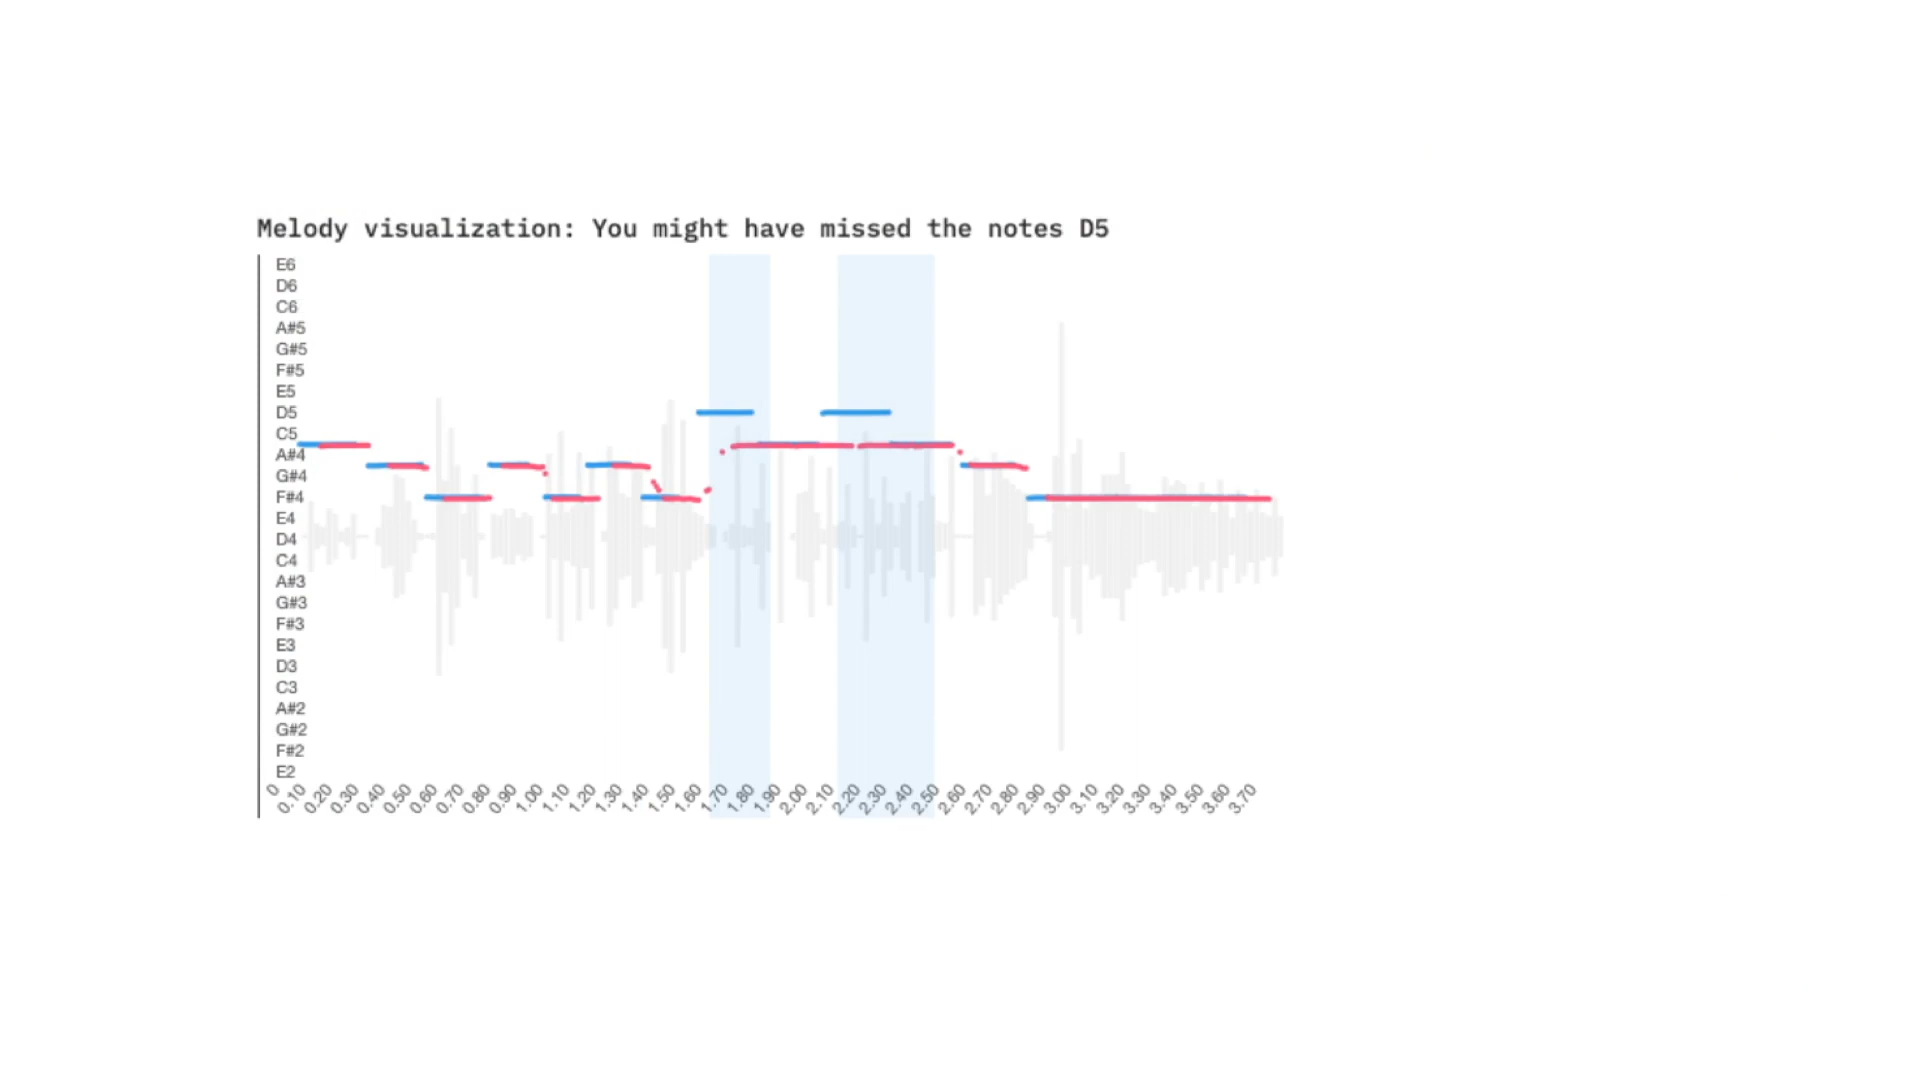 Melody visualization: You might have missed the notes D5
E6
D6
C6
A#5
G#5
F#5
E5
D5
C5
A#4
G#4
F#4
E4
D4
C4
A#3
G#3
F#3
E3
D3
C3
A#2
G#2
F#2
E2
0 0.10 0.20 0.30 0.40 0.50 0.60 0.70 0.80 0.90 1.00 1.10 1.20 1.30 1.40 1.50 1.60 1.70 1.80 1.90 2.00 2.10 2.20 2.30 2.40 2.50 2.60 2.70 2.80 2.90 3.00 3.10 3.20 3.30 3.40 3.50 3.60 3.70